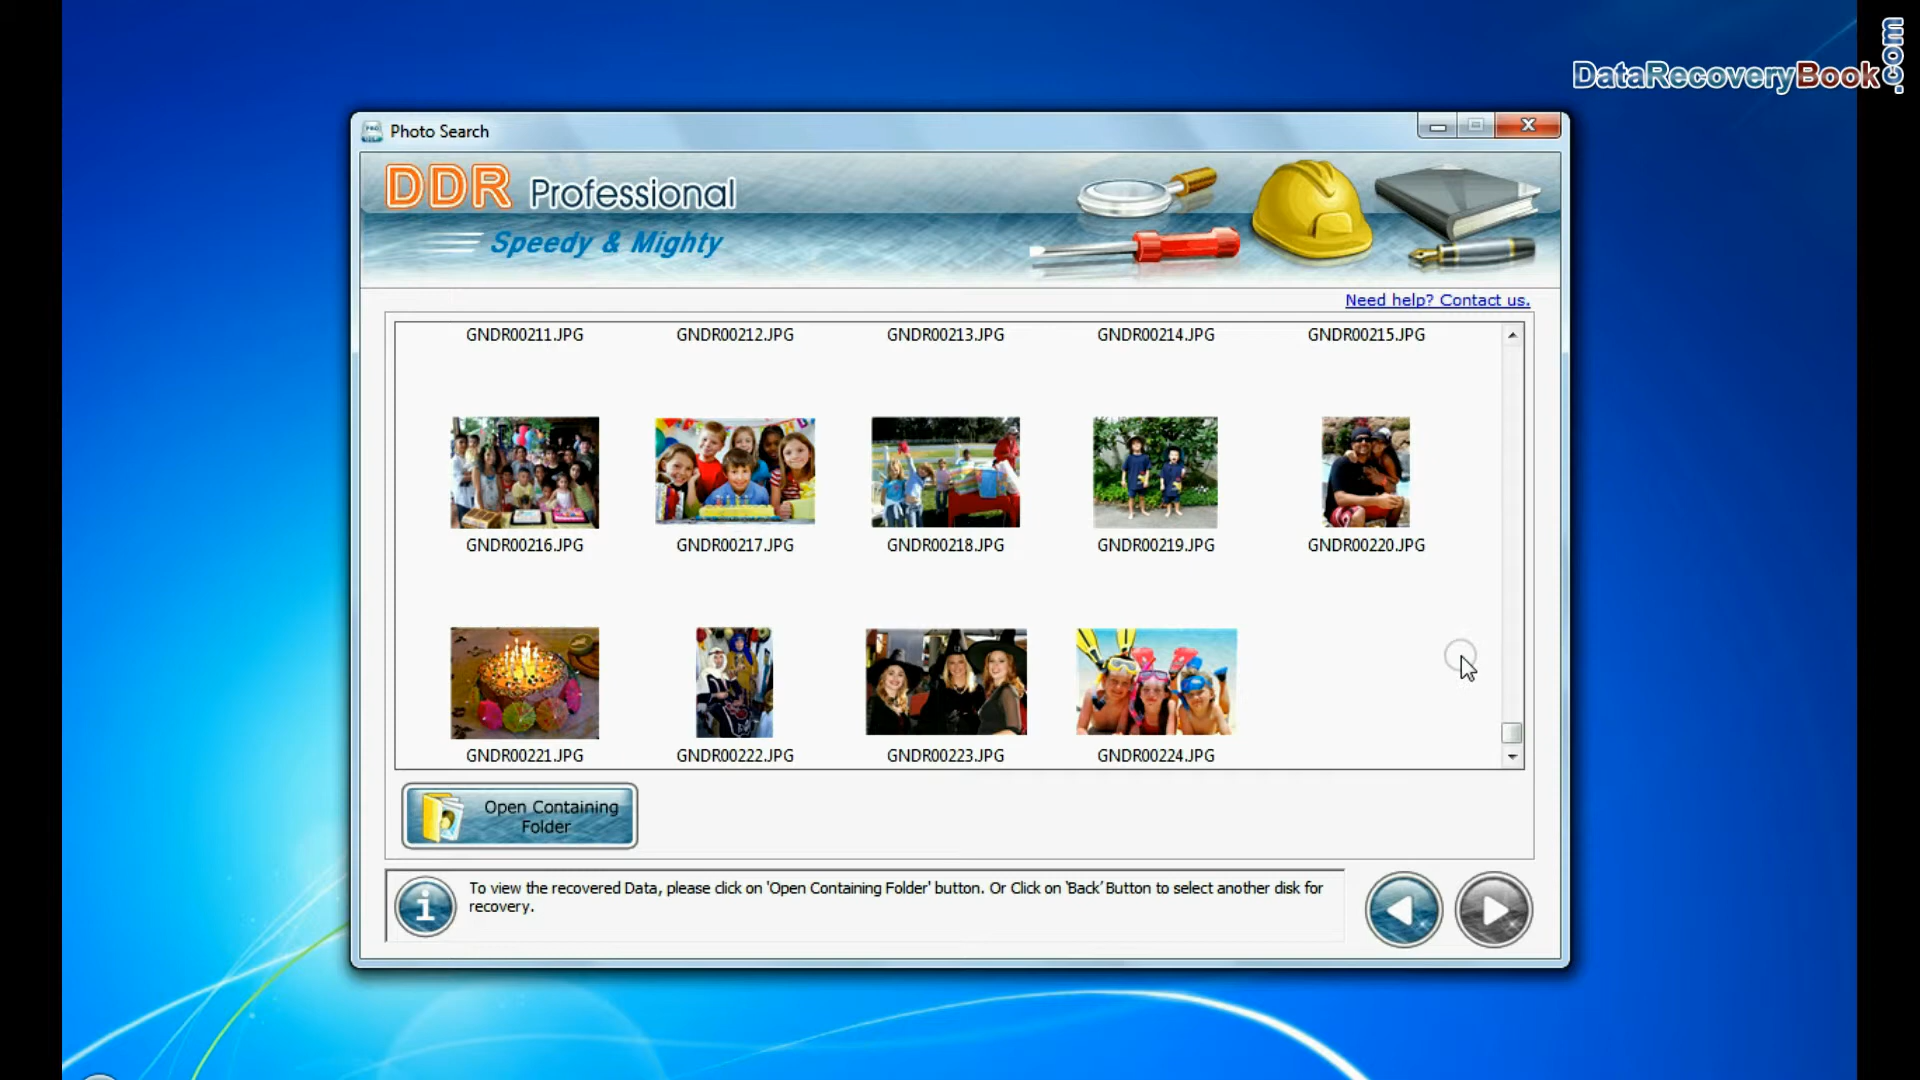 DataRecoveryBook.com
Photo Search
DDR Professional
Speedy & Mighty
Need help? Contact us.
GNDR00211.JPG GNDR00212.JPG GNDR00213.JPG GNDR00214.JPG GNDR00215.JPG
GNDR00216.JPG GNDR00217.JPG GNDR00218.JPG GNDR00219.JPG GNDR00220.JPG
GNDR00221.JPG GNDR00222.JPG GNDR00223.JPG GNDR00224.JPG
Open Containing
Folder
To view the recovered Data, please click on 'Open Containing Folder' button. Or Click on 'Back' Button to select another disk for
recovery.